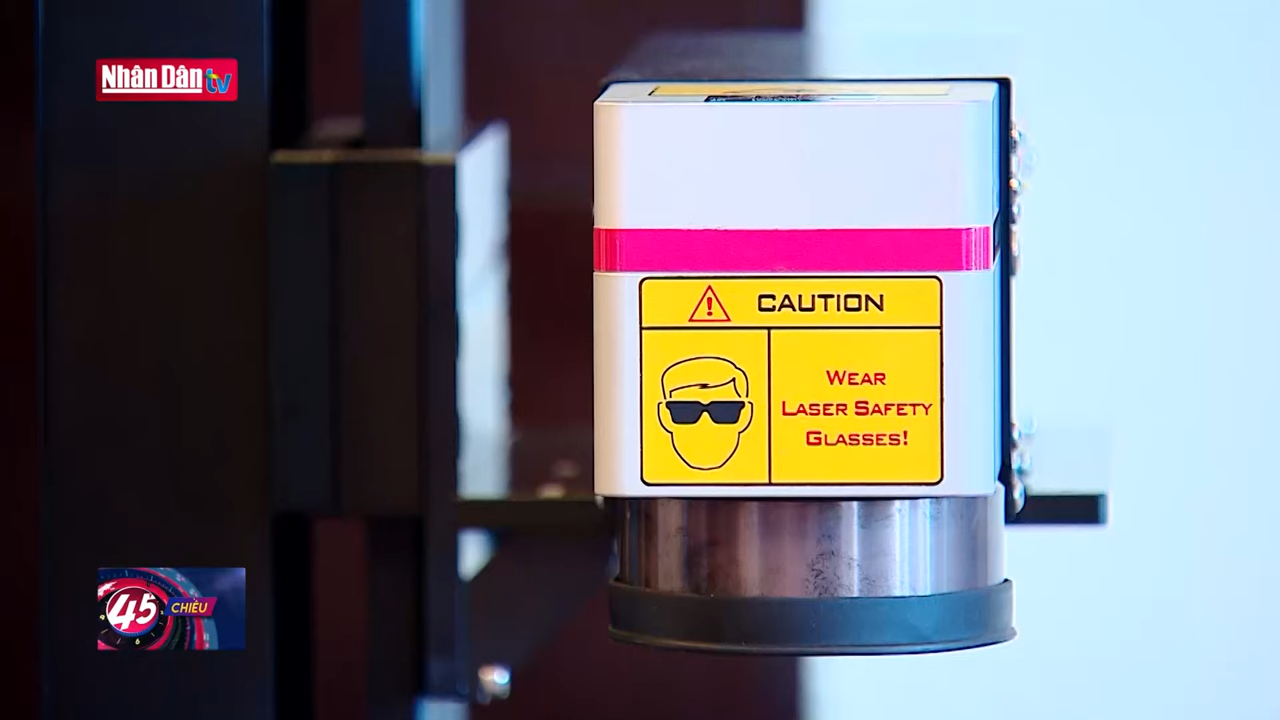 Nhân Dân tv
CAUTION
WEAR
LASER SAFETY
GLASSES!
45 CHIỀU